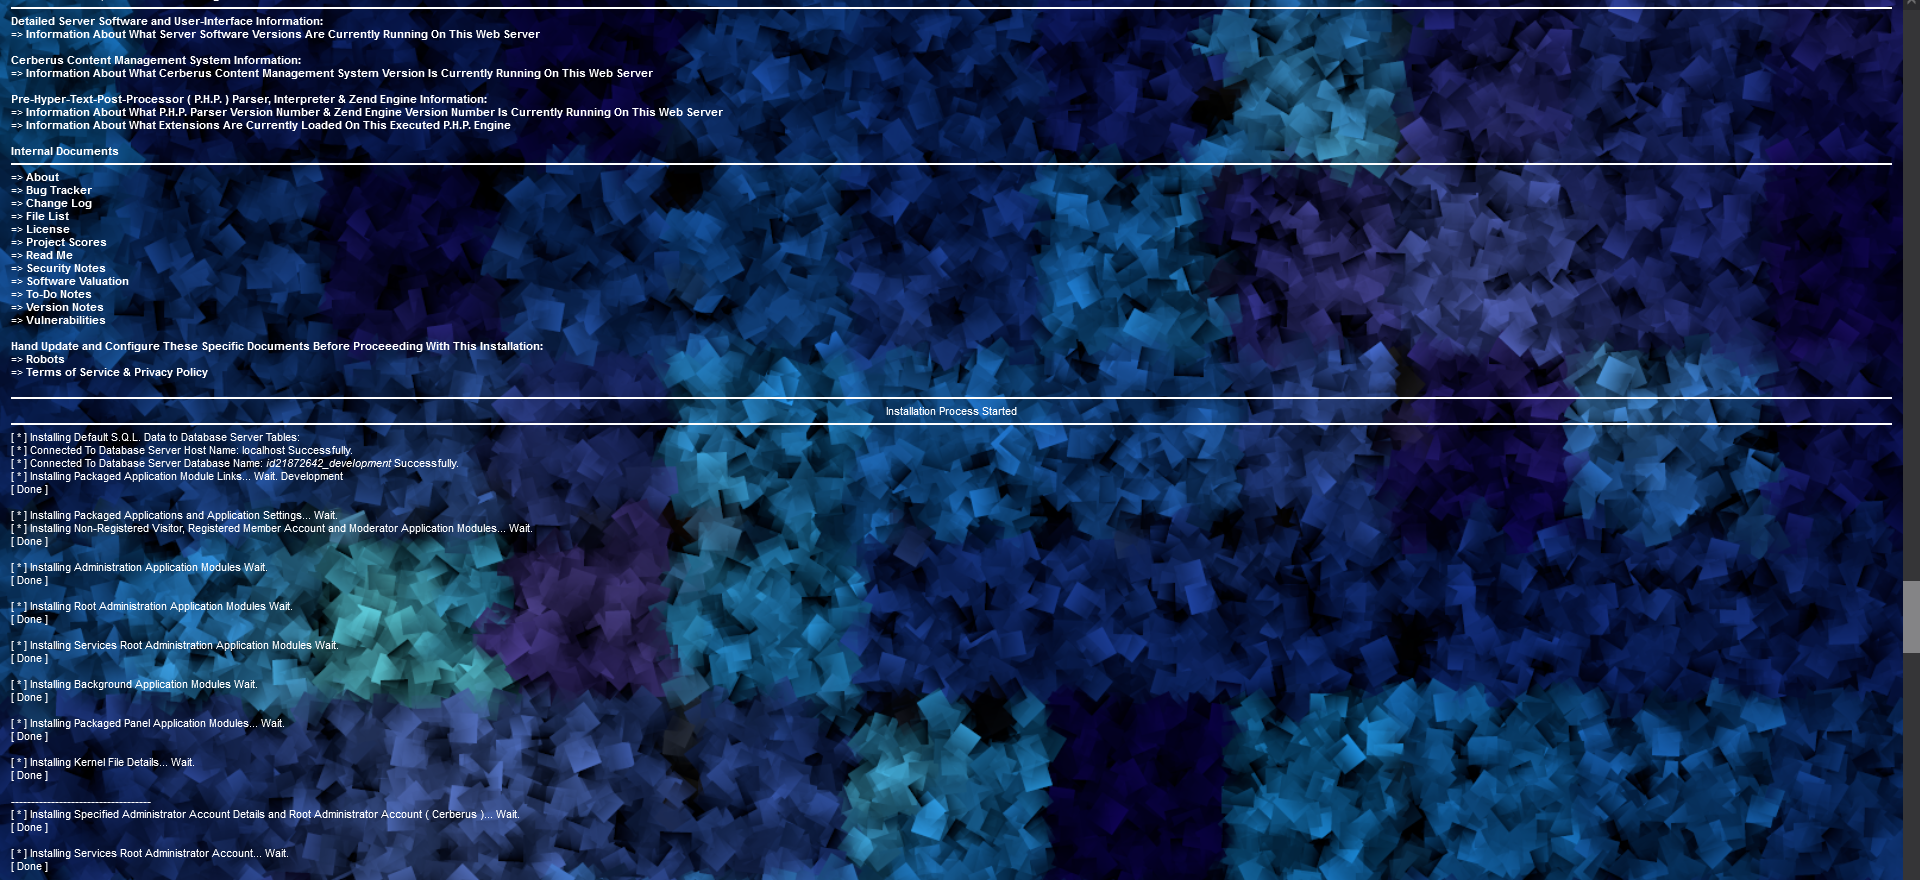 Detailed Server Software and User-Interface Information:
=> Information About What Server Software Versions Are Currently Running On This Web Server
Cerberus Content Management System Information:
=> Information About What Cerberus Content Management System Version Is Currently Running On This Web Server
Pre-Hyper-Text-Post-Processor ( P.H.P. ) Parser, Interpreter & Zend Engine Information:
=> Information About What P.H.P. Parser Version Number & Zend Engine Version Number Is Currently Running On This Web Server
=> Information About What Extensions Are Currently Loaded On This Executed P.H.P. Engine
Internal Documents
=> About
=> Bug Tracker
=> Change Log
=> File List
=> License
=> Project Scores
=> Read Me
=> Security Notes
=> Software Valuation
=> To-Do Notes
=> Version Notes
=> Vulnerabilities
Hand Update and Configure These Specific Documents Before Proceeeding With This Installation:
=> Robots
=> Terms of Service & Privacy Policy
Installation Process Started
[ * ] Installing Default S.Q.L. Data to Database Server Tables:
[ * ] Connected To Database Server Host Name: localhost Successfully.
[ * ] Connected To Database Server Database Name: id21872642_development Successfully.
[ * ] Installing Packaged Application Module Links... Wait. Development
[ Done ]
[ * ] Installing Packaged Applications and Application Settings... Wait.
[ * ] Installing Non-Registered Visitor, Registered Member Account and Moderator Application Modules... Wait.
[ Done ]
[ * ] Installing Administration Application Modules Wait.
[ Done ]
[ * ] Installing Root Administration Application Modules Wait.
[ Done ]
[ * ] Installing Services Root Administration Application Modules Wait.
[ Done ]
[ * ] Installing Background Application Modules Wait.
[ Done ]
[ * ] Installing Packaged Panel Application Modules... Wait.
[ Done ]
[ * ] Installing Kernel File Details... Wait.
[ Done ]
-----------------------------------
[ * ] Installing Specified Administrator Account Details and Root Administrator Account ( Cerberus )... Wait.
[ Done ]
[ * ] Installing Services Root Administrator Account... Wait.
[ Done ]